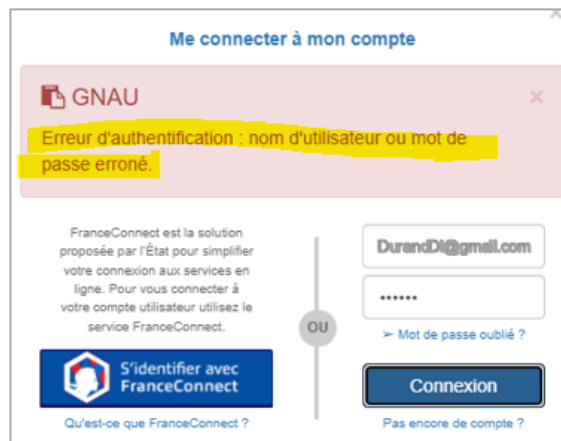 Me connecter à mon compte
GNAU
Erreur d'authentification : nom d'utilisateur ou mot de
passe erroné.
FranceConnect est la solution
proposée par l'État pour simplifier
votre connexion aux services en
ligne. Pour vous connecter à
votre compte utilisateur utilisez le
service FranceConnect.
S'identifier avec
FranceConnect
Qu'est-ce que FranceConnect ?
OU
DurandDI@gmail.com
➢ Mot de passe oublié ?
Connexion
Pas encore de compte ?